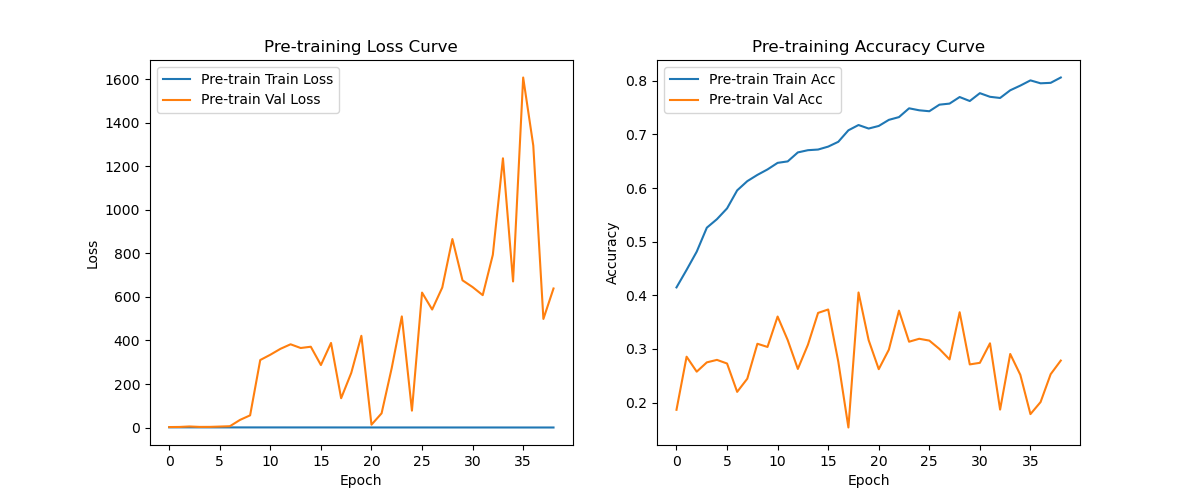 Pre-training Loss Curve
Pre-train Train Loss
Pre-train Val Loss
1600
1400
1200
1000
800
600
400
200
0
Loss
0 5 10 15 20 25 30 35
Epoch
Pre-training Accuracy Curve
Pre-train Train Acc
Pre-train Val Acc
0.8
0.7
0.6
0.5
0.4
0.3
0.2
Accuracy
0 5 10 15 20 25 30 35
Epoch